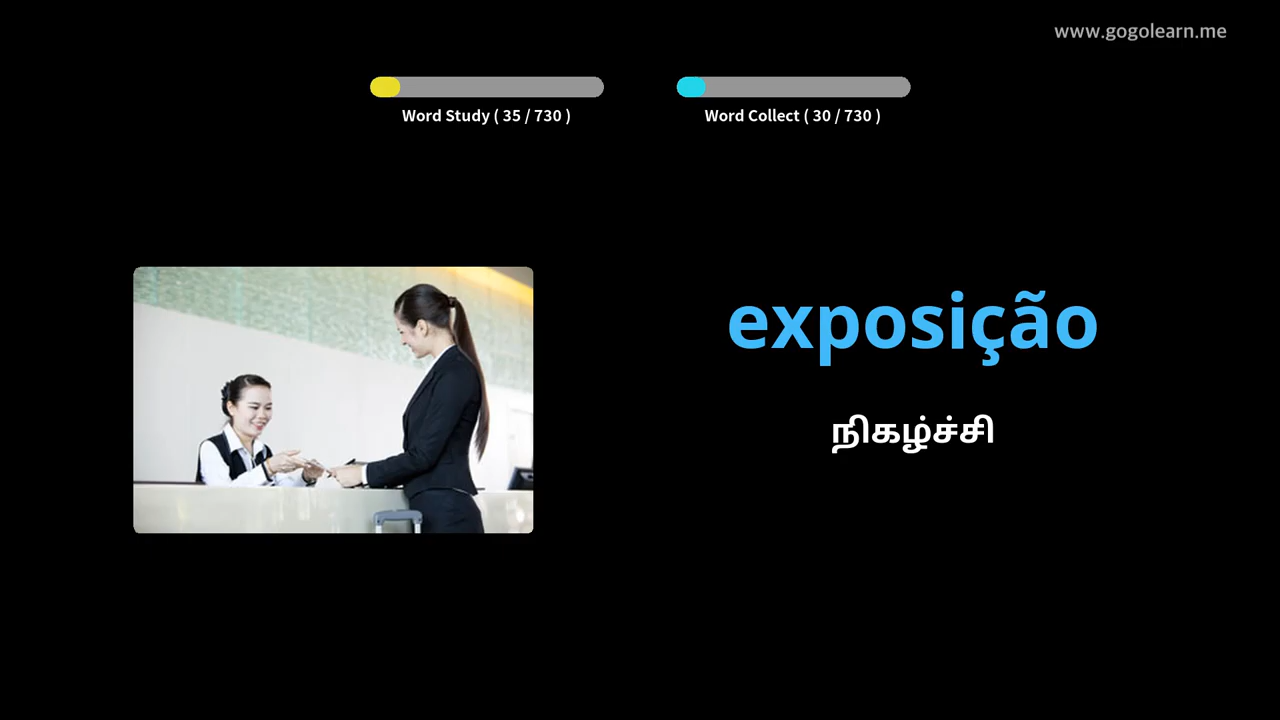 www.gogolearn.me
Word Study ( 35 / 730 )
Word Collect ( 30 / 730 )
exposição
நிகழ்ச்சி